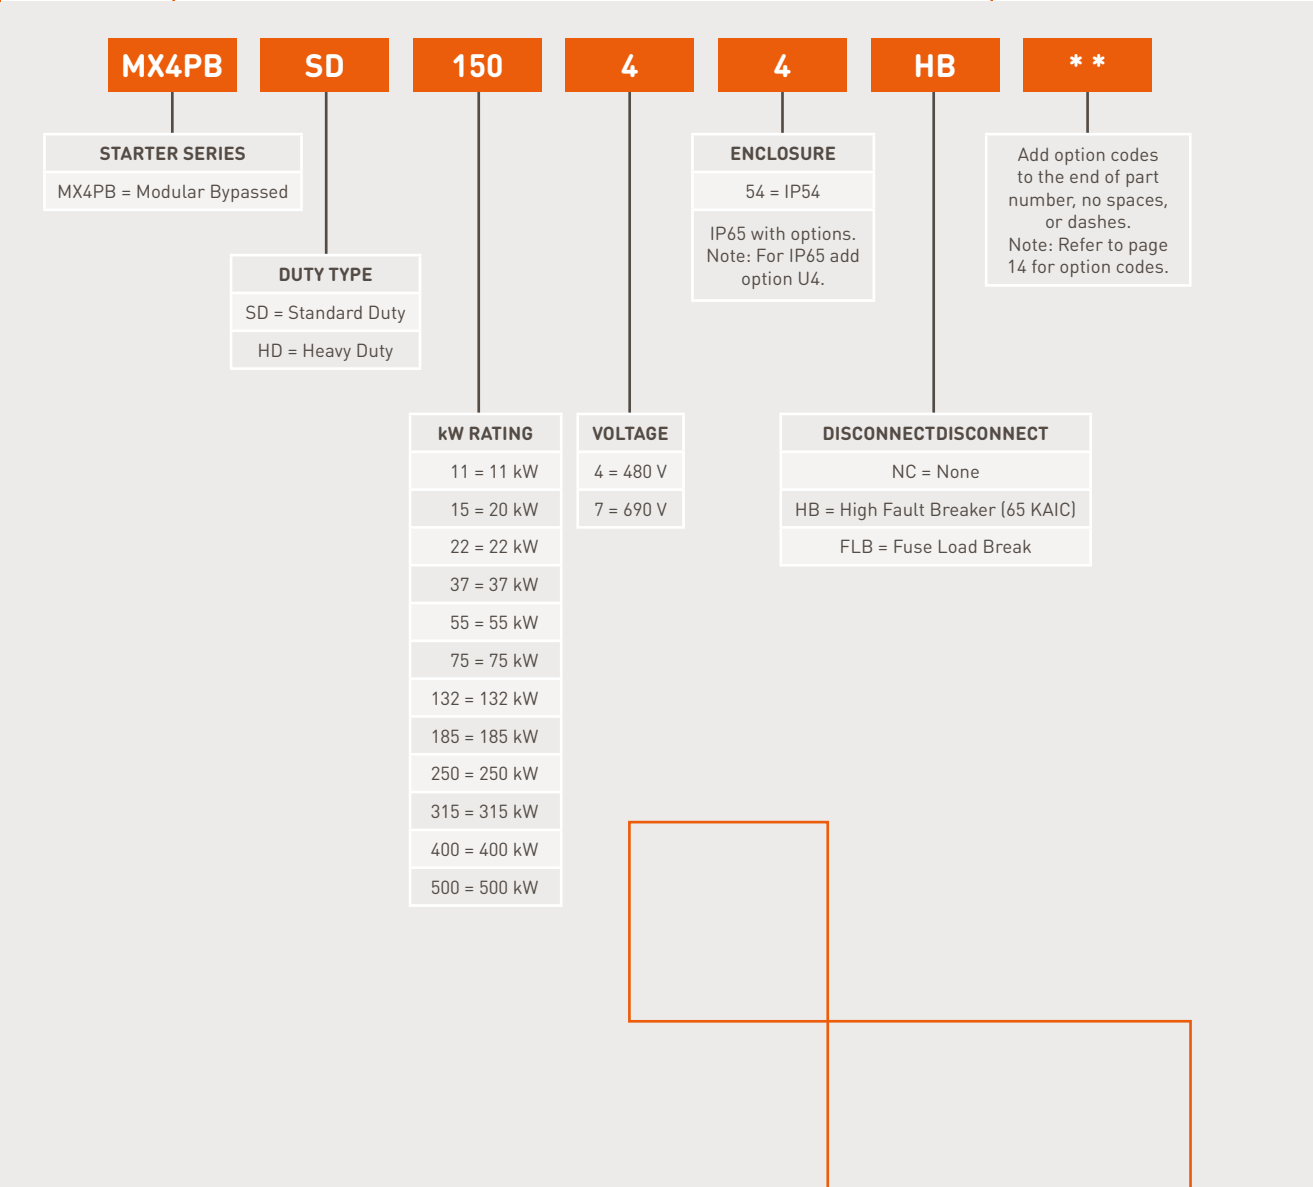 MX4PB SD 150 4 4 HB **
STARTER SERIES
MX4PB = Modular Bypassed
DUTY TYPE
SD = Standard Duty
HD = Heavy Duty
kW RATING
11 = 11 kW
15 = 20 kW
22 = 22 kW
37 = 37 kW
55 = 55 kW
75 = 75 kW
132 = 132 kW
185 = 185 kW
250 = 250 kW
315 = 315 kW
400 = 400 kW
500 = 500 kW
VOLTAGE
4 = 480 V
7 = 690 V
ENCLOSURE
54 = IP54
IP65 with options.
Note: For IP65 add
option U4.
DISCONNECTDISCONNECT
NC = None
HB = High Fault Breaker (65 KAIC)
FLB = Fuse Load Break
Add option codes
to the end of part
number, no spaces,
or dashes.
Note: Refer to page
14 for option codes.